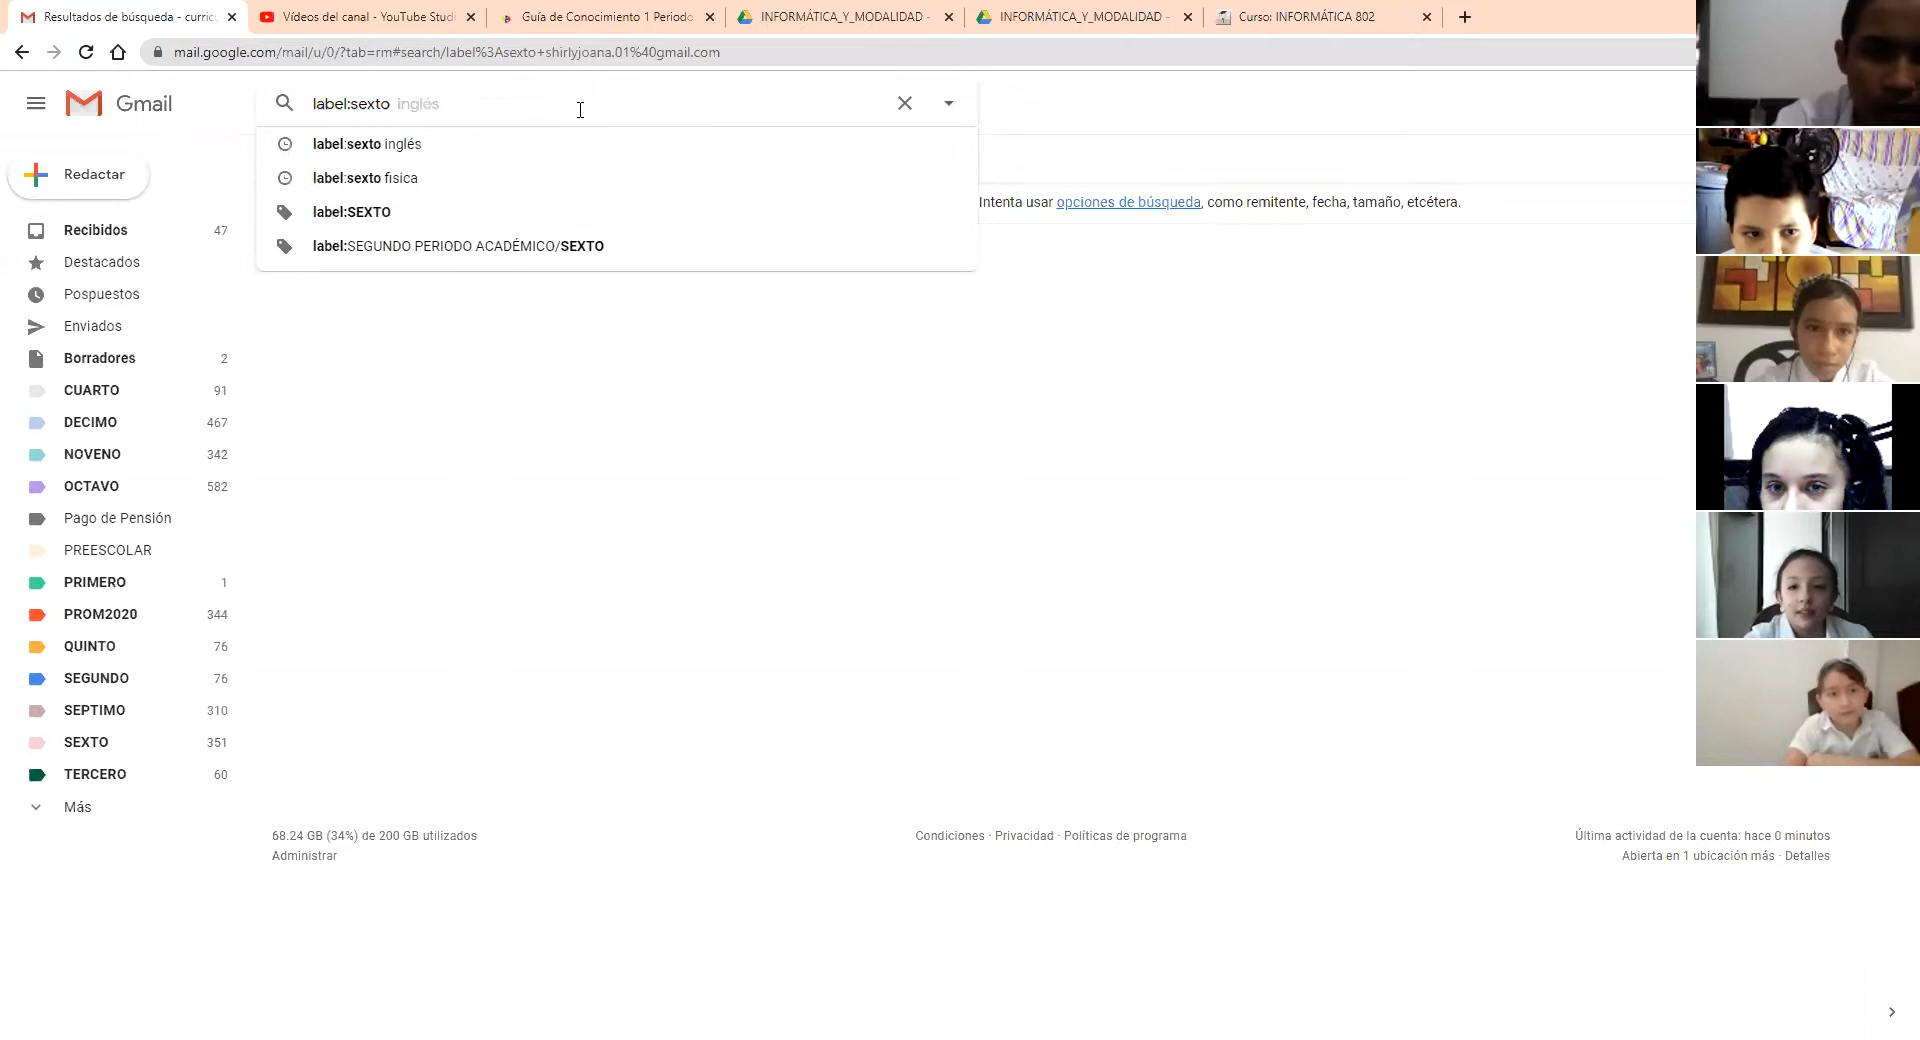 Resultados de búsqueda - curric
Vídeos del canal - YouTube Studi
Guía de Conocimiento 1 Periodo
INFORMÁTICA_Y_MODALIDAD -
INFORMÁTICA_Y_MODALIDAD -
Curso: INFORMÁTICA 802
mail.google.com/mail/u/0/?tab=rm#search/label%3Asexto+shirlyjoana.01%40gmail.com
Gmail
label:sexto inglés
label:sexto inglés
label:sexto fisica
label:SEXTO
label:SEGUNDO PERIODO ACADÉMICO/SEXTO
Intenta usar opciones de búsqueda, como remitente, fecha, tamaño, etcétera.
Redactar
Recibidos 47
Destacados
Pospuestos
Enviados
Borradores 2
CUARTO 91
DECIMO 467
NOVENO 342
OCTAVO 582
Pago de Pensión
PREESCOLAR
PRIMERO 1
PROM2020 344
QUINTO 76
SEGUNDO 76
SEPTIMO 310
SEXTO 351
TERCERO 60
Más
68.24 GB (34%) de 200 GB utilizados
Administrar
Condiciones · Privacidad · Políticas de programa
Última actividad de la cuenta: hace 0 minutos
Abierta en 1 ubicación más · Detalles